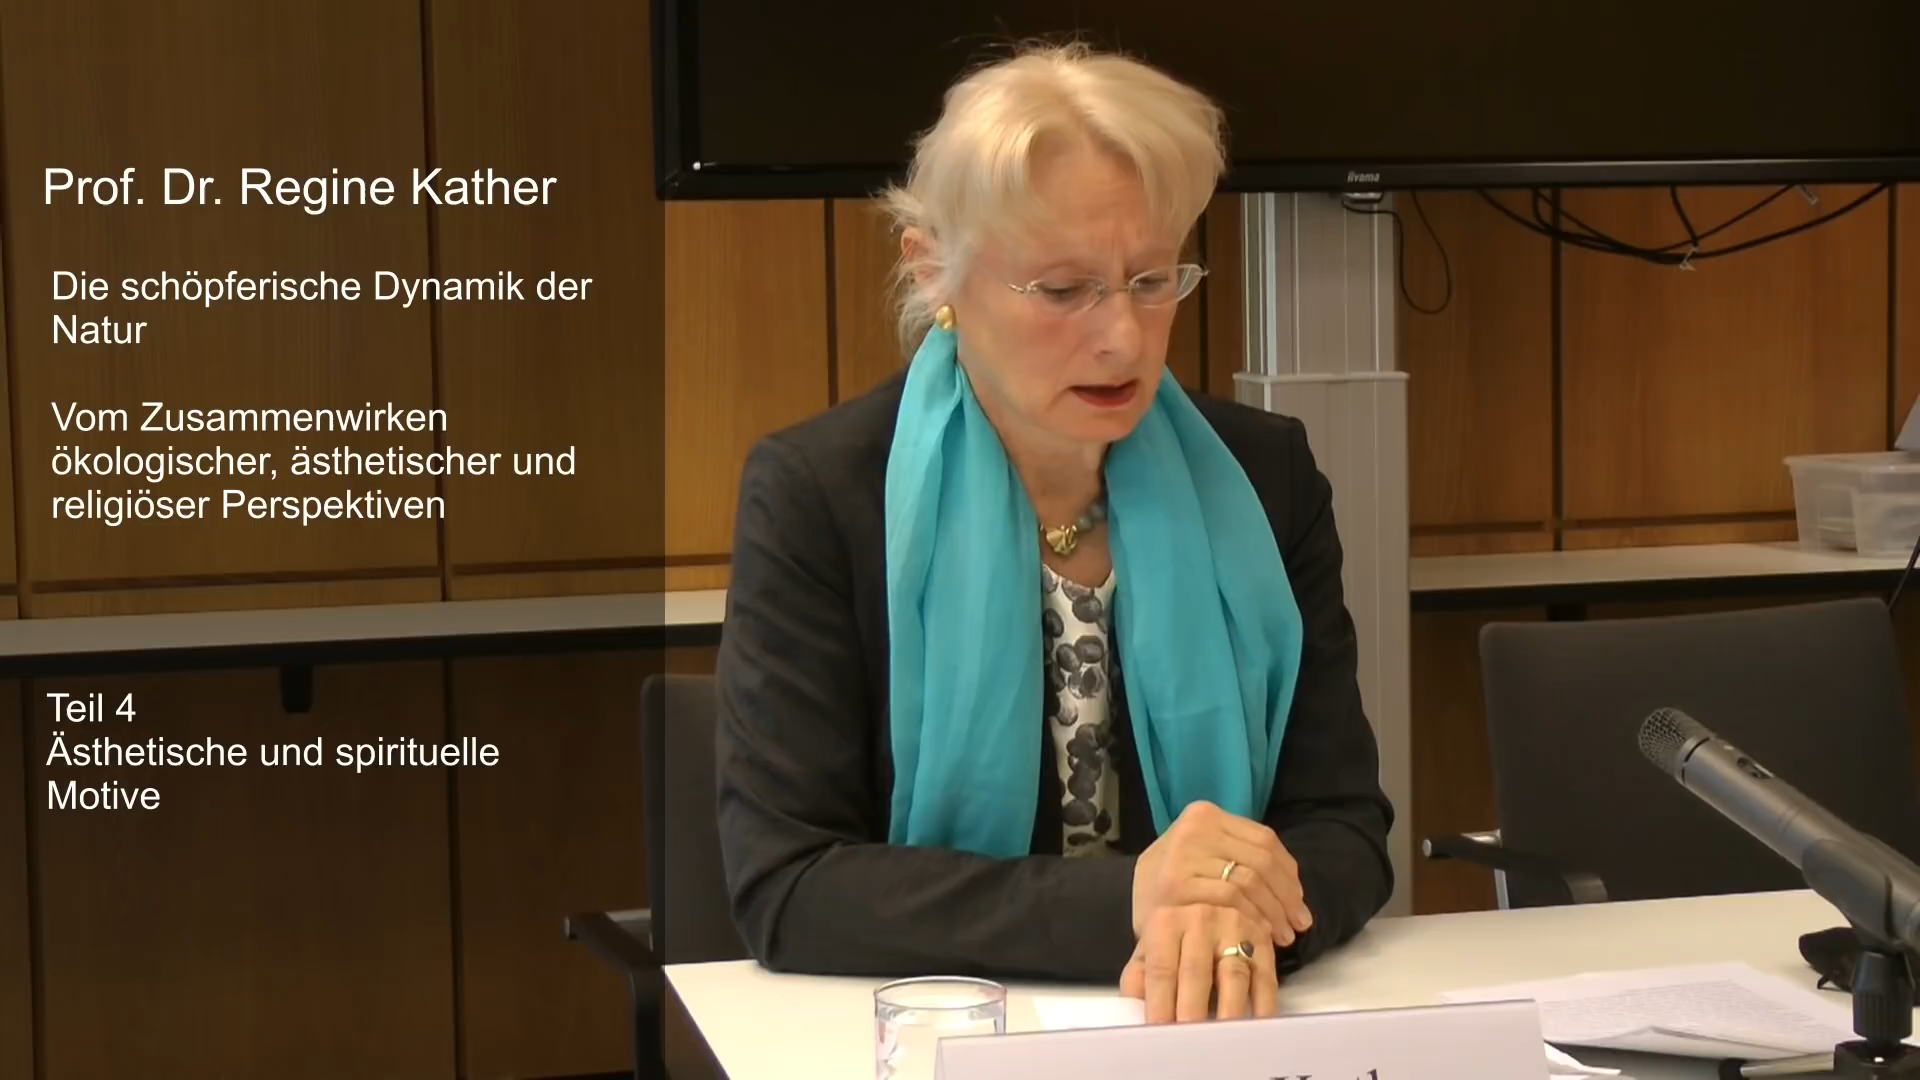 Prof. Dr. Regine Kather
Die schöpferische Dynamik der
Natur
Vom Zusammenwirken
ökologischer, ästhetischer und
religiöser Perspektiven
Teil 4
Ästhetische und spirituelle
Motive
iiyama